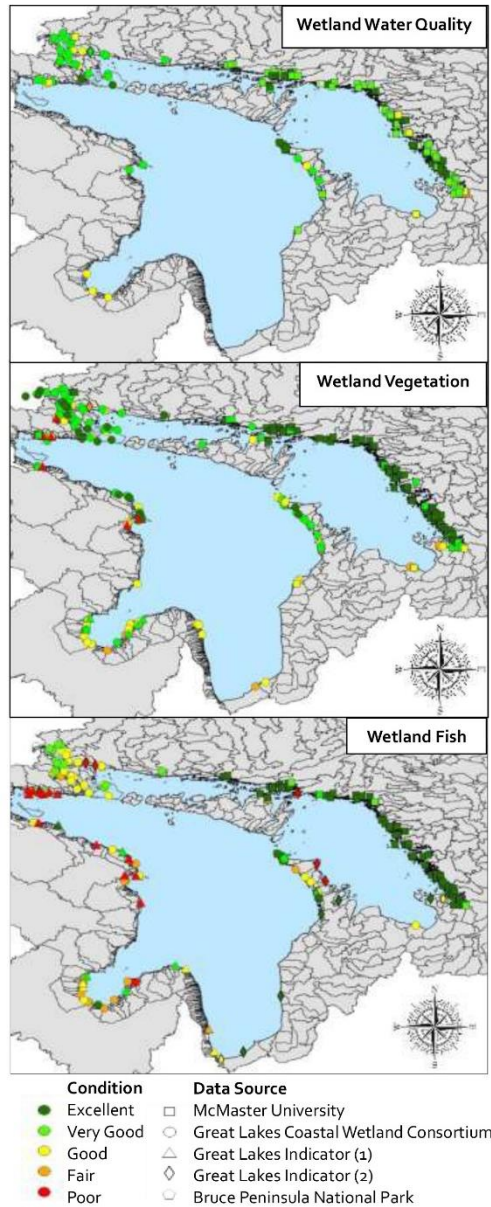 Wetland Water Quality
N
W E
S
Wetland Vegetation
N
W E
S
Wetland Fish
N
W E
S
Condition Data Source
Excellent McMaster University
Very Good Great Lakes Coastal Wetland Consortium
Good Great Lakes Indicator (1)
Fair Great Lakes Indicator (2)
Poor Bruce Peninsula National Park